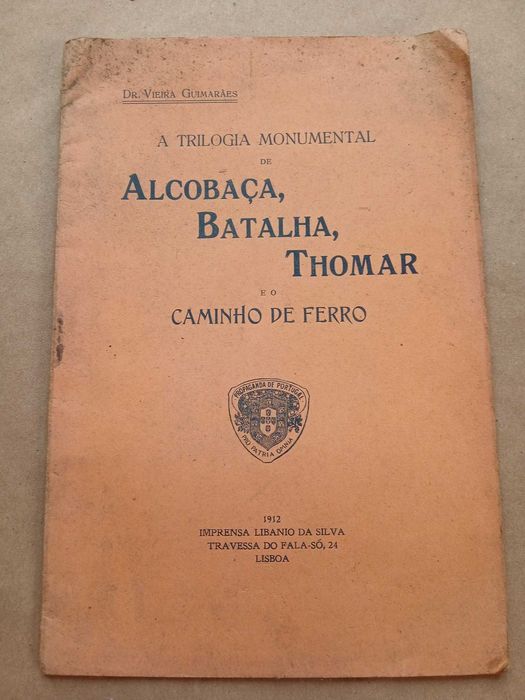 Dr. Vieira Guimarães
A TRILOGIA MONUMENTAL
DE
ALCOBAÇA,
BATALHA,
THOMAR
E O
CAMINHO DE FERRO
PROPAGANDA DE PORTUGAL
PRO PATRIA OMNIA
1912
IMPRENSA LIBANIO DA SILVA
TRAVESSA DO FALA-SÓ, 24
LISBOA